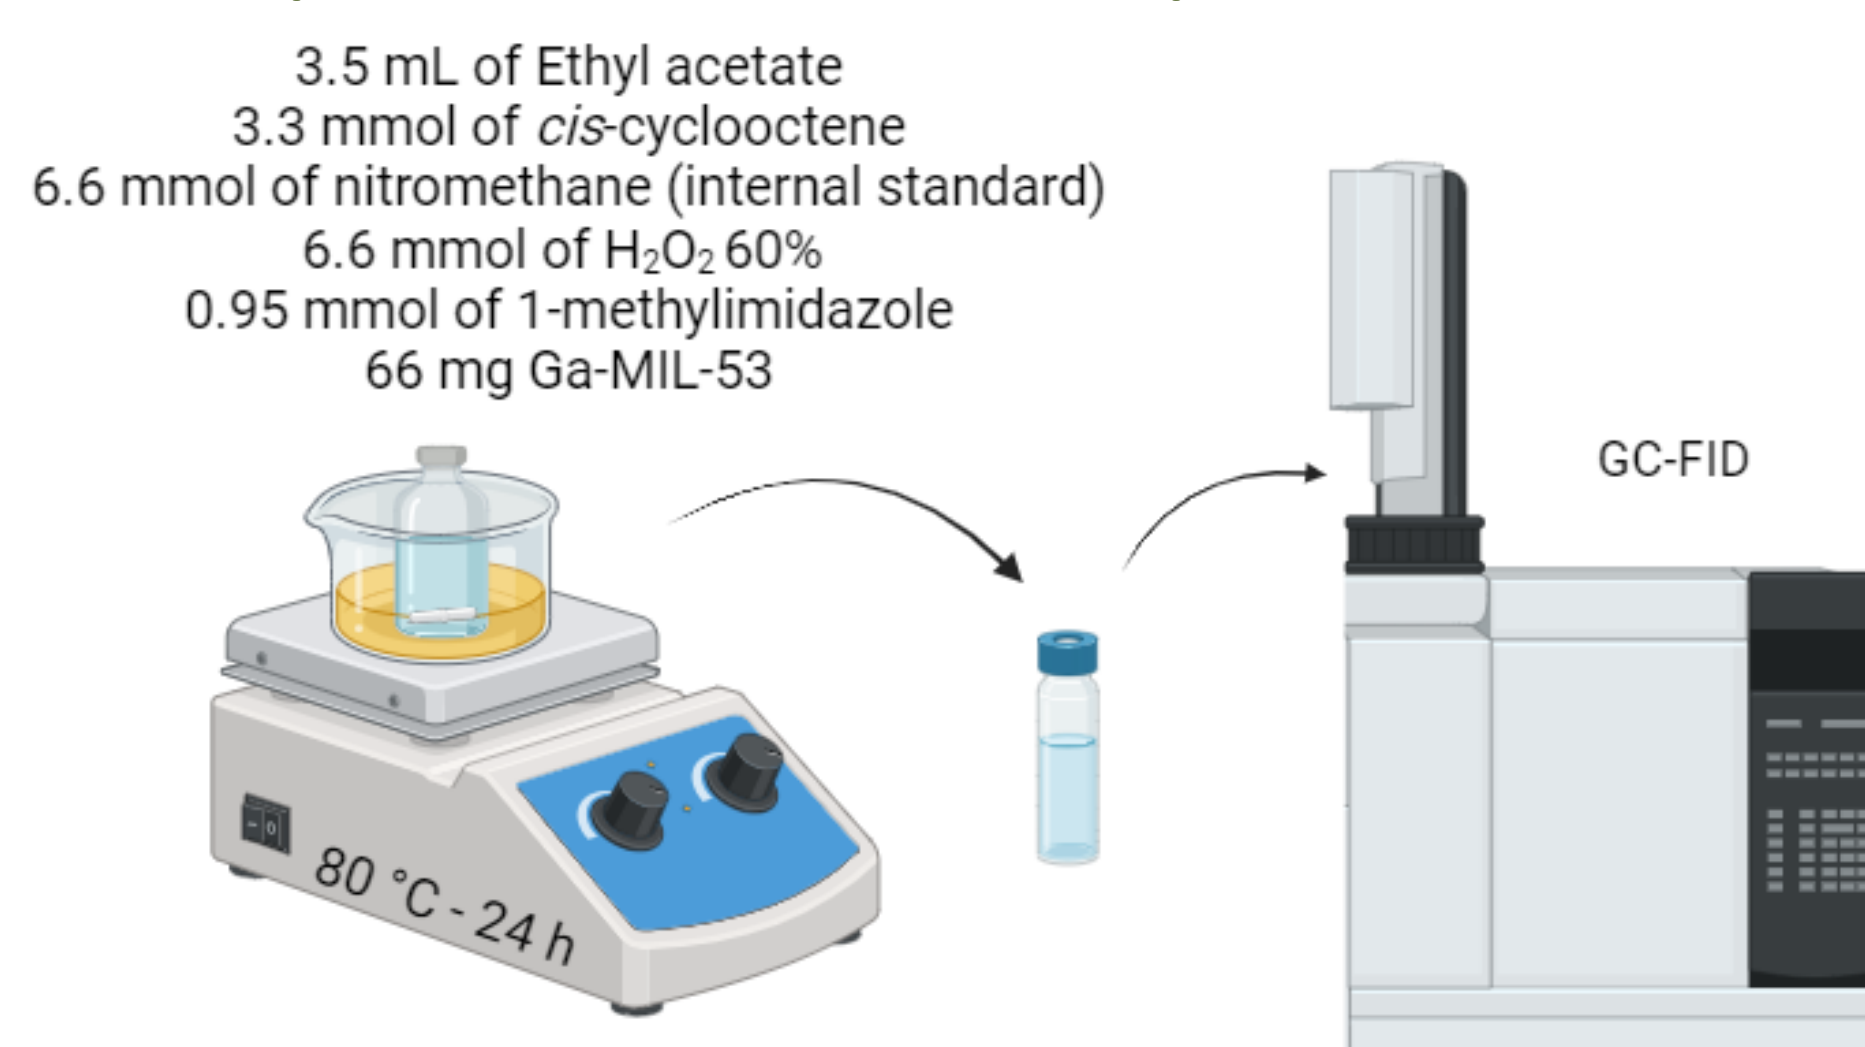 3.5 mL of Ethyl acetate
3.3 mmol of cis-cyclooctene
6.6 mmol of nitromethane (internal standard)
6.6 mmol of H₂O₂ 60%
0.95 mmol of 1-methylimidazole
66 mg Ga-MIL-53
GC-FID
80 °C - 24 h